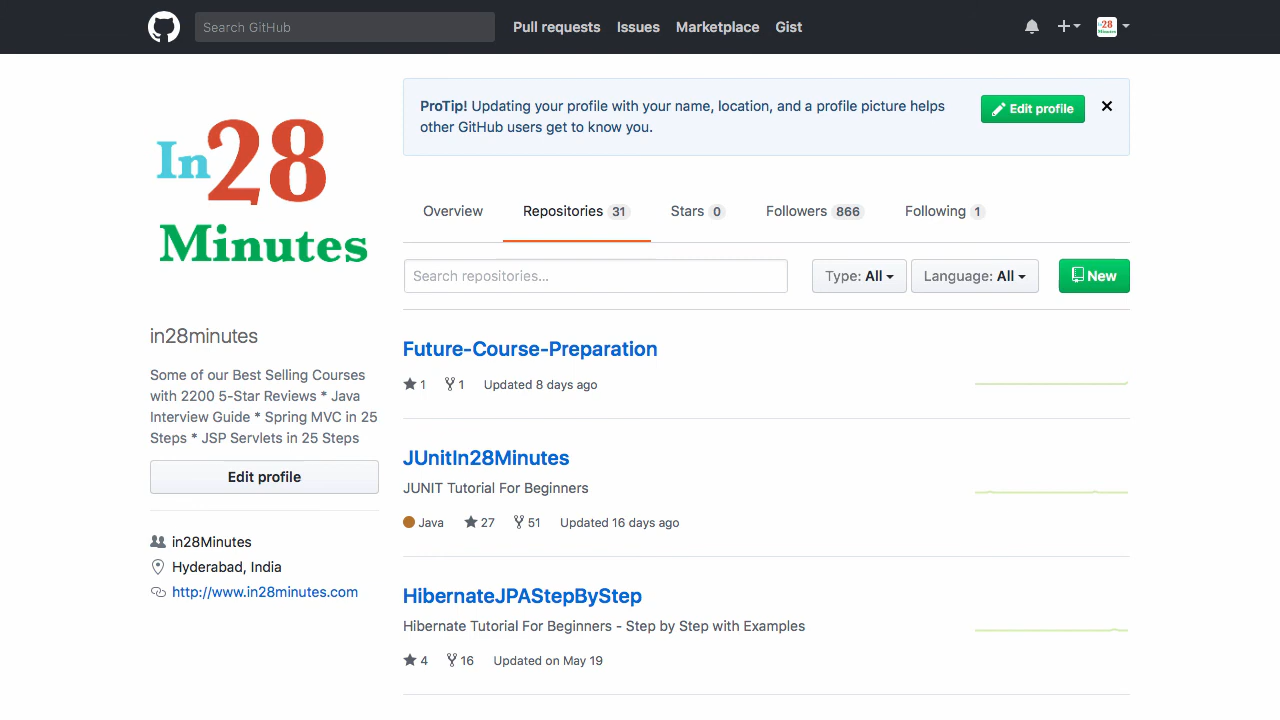 Search GitHub Pull requests Issues Marketplace Gist
In28
Minutes
ProTip! Updating your profile with your name, location, and a profile picture helps
other GitHub users get to know you.
Edit profile
Overview Repositories 31 Stars 0 Followers 866 Following 1
Search repositories... Type: All Language: All New
in28minutes
Some of our Best Selling Courses
with 2200 5-Star Reviews * Java
Interview Guide * Spring MVC in 25
Steps * JSP Servlets in 25 Steps
Edit profile
in28Minutes
Hyderabad, India
http://www.in28minutes.com
Future-Course-Preparation
1 1 Updated 8 days ago
JUnitIn28Minutes
JUNIT Tutorial For Beginners
Java 27 51 Updated 16 days ago
HibernateJPAStepByStep
Hibernate Tutorial For Beginners - Step by Step with Examples
4 16 Updated on May 19